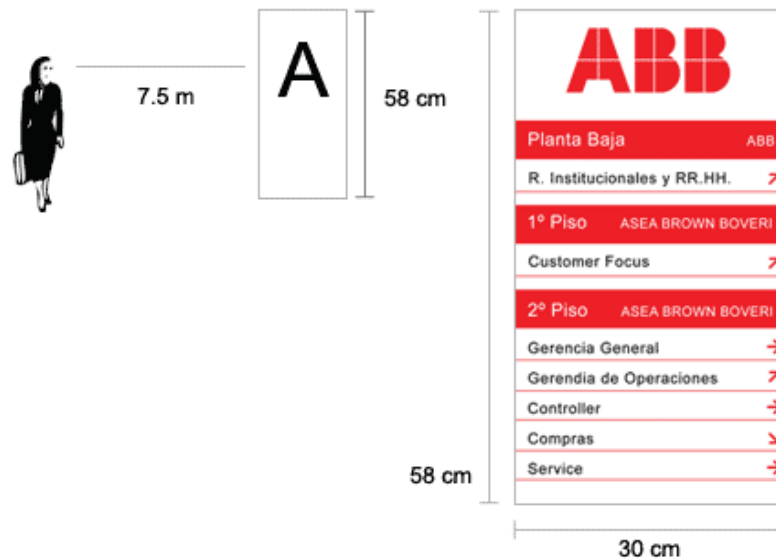 7.5 m
A
58 cm
ABB
Planta Baja ABB
R. Institucionales y RR.HH.
1º Piso ASEA BROWN BOVERI
Customer Focus
2º Piso ASEA BROWN BOVERI
Gerencia General
Gerendia de Operaciones
Controller
Compras
Service
58 cm
30 cm